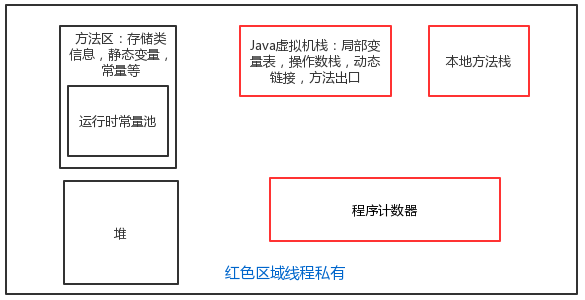 方法区：存储类
信息，静态变量，
常量等
运行时常量池
Java虚拟机栈：局部变
量表，操作数栈，动态
链接，方法出口
本地方法栈
堆
程序计数器
红色区域线程私有